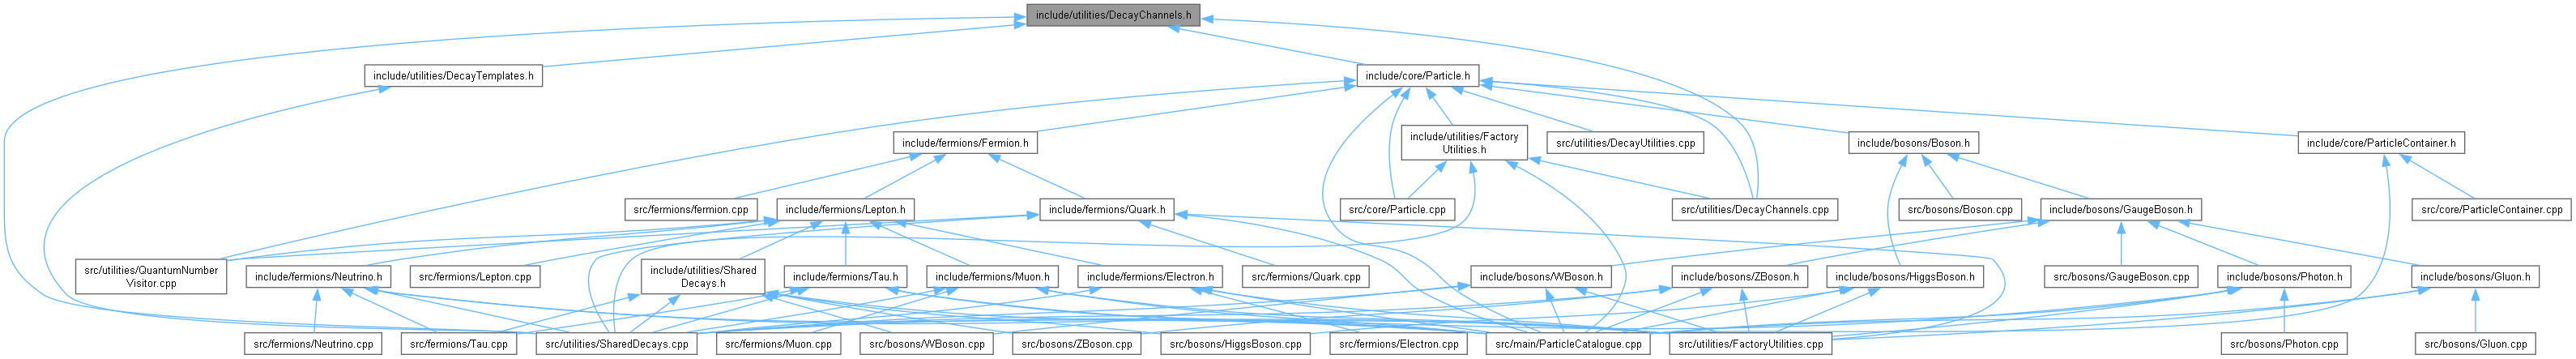 include/utilities/DecayChannels.h
include/utilities/DecayTemplates.h
include/core/Particle.h
include/fermions/Fermion.h
include/utilities/Factory
Utilities.h
src/utilities/DecayUtilities.cpp
include/bosons/Boson.h
include/core/ParticleContainer.h
src/fermions/fermion.cpp
include/fermions/Lepton.h
include/fermions/Quark.h
src/core/Particle.cpp
src/utilities/DecayChannels.cpp
src/bosons/Boson.cpp
include/bosons/GaugeBoson.h
src/core/ParticleContainer.cpp
src/utilities/QuantumNumber
Visitor.cpp
include/fermions/Neutrino.h
src/fermions/Lepton.cpp
include/utilities/Shared
Decays.h
include/fermions/Tau.h
include/fermions/Muon.h
include/fermions/Electron.h
src/fermions/Quark.cpp
include/bosons/WBoson.h
include/bosons/ZBoson.h
include/bosons/HiggsBoson.h
src/bosons/GaugeBoson.cpp
include/bosons/Photon.h
include/bosons/Gluon.h
src/fermions/Neutrino.cpp
src/fermions/Tau.cpp
src/utilities/SharedDecays.cpp
src/fermions/Muon.cpp
src/bosons/WBoson.cpp
src/bosons/ZBoson.cpp
src/bosons/HiggsBoson.cpp
src/fermions/Electron.cpp
src/main/ParticleCatalogue.cpp
src/utilities/FactoryUtilities.cpp
src/bosons/Photon.cpp
src/bosons/Gluon.cpp